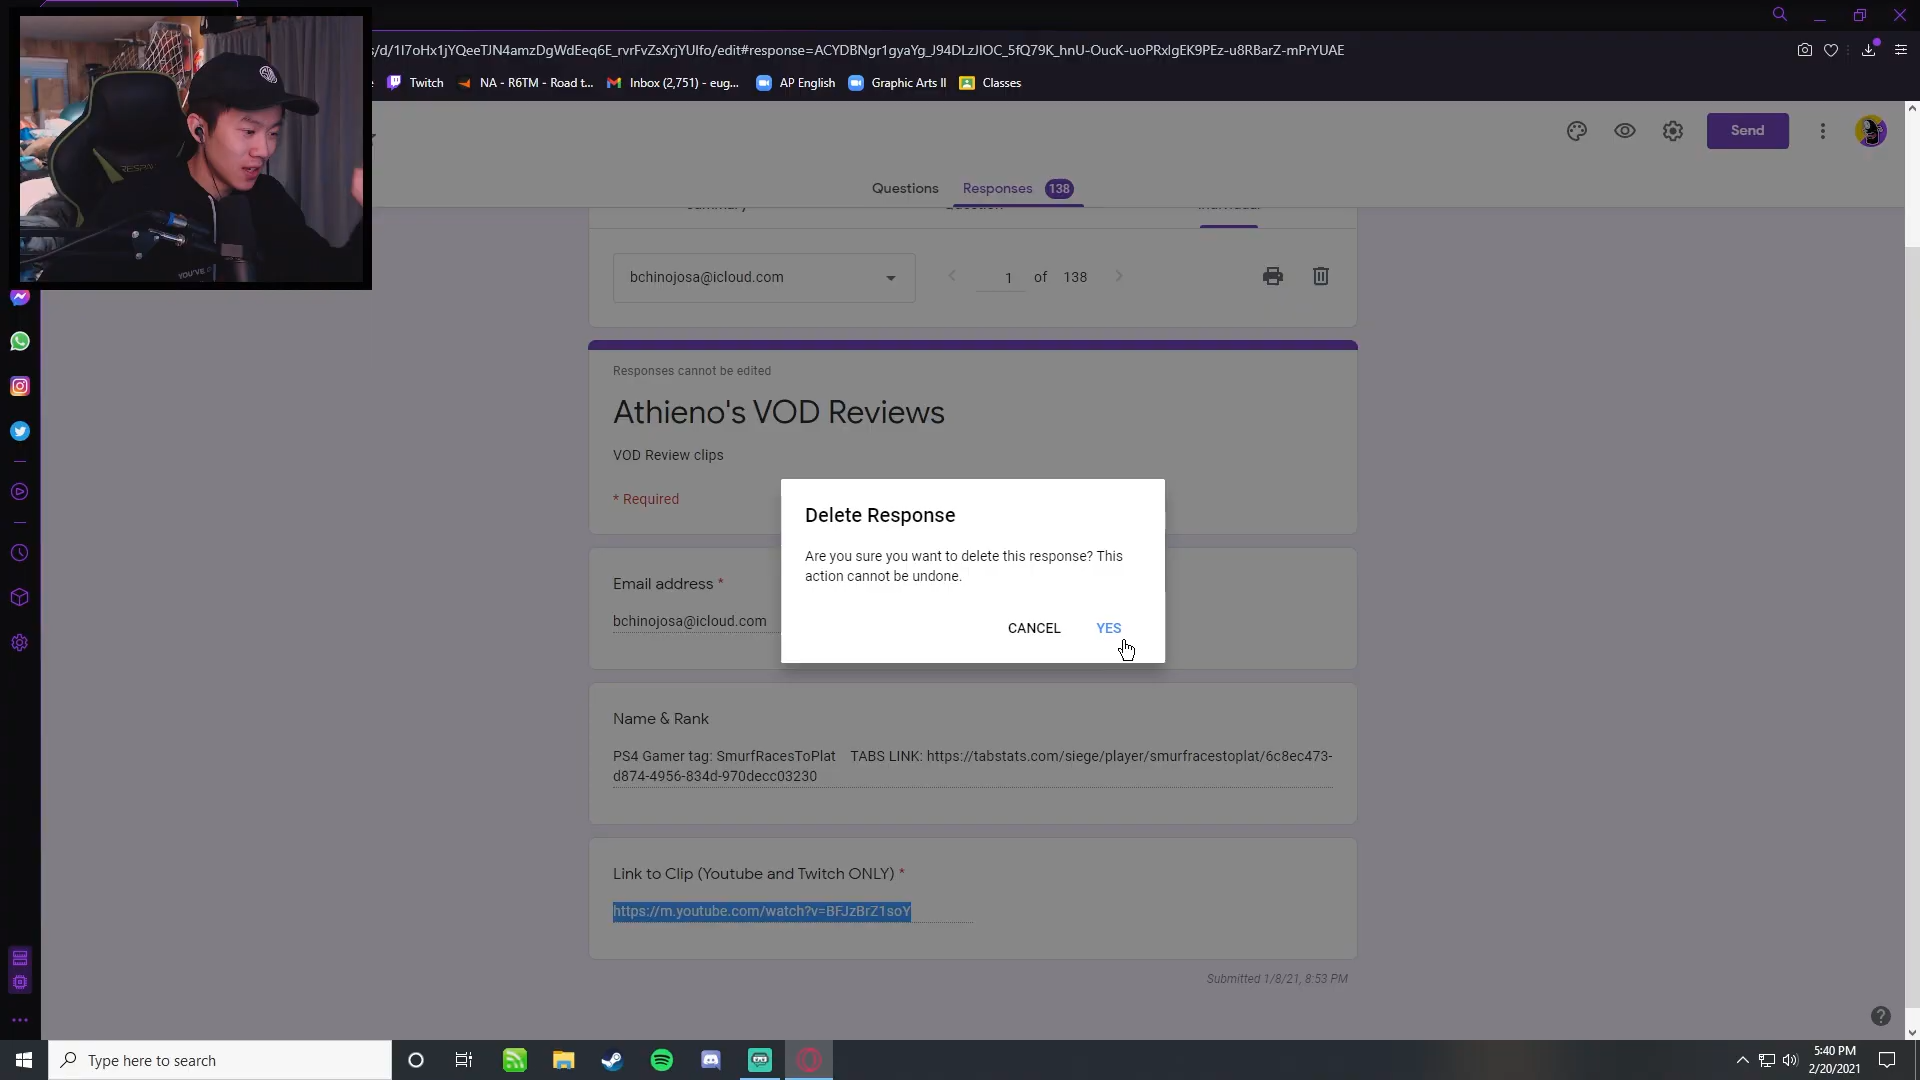 s/d/1I7oHx1jYQeeTJN4amzDgWdEeq6E_rvrFvZsXrjYUIfo/edit#response=ACYDBNgr1gyaYg_J94DLzJIOC_5fQ79K_hnU-OucK-uoPRxlgEK9PEz-u8RBarZ-mPrYUAE
Twitch NA - R6TM - Road t... Inbox (2,751) - eug... AP English Graphic Arts II Classes
Send
Questions Responses 138
bchinojosa@icloud.com 1 of 138
Responses cannot be edited
Athieno's VOD Reviews
VOD Review clips
* Required
Delete Response
Are you sure you want to delete this response? This
action cannot be undone.
CANCEL YES
Email address *
bchinojosa@icloud.com
Name & Rank
PS4 Gamer tag: SmurfRacesToPlat TABS LINK: https://tabstats.com/siege/player/smurfracestoplat/6c8ec473-
d874-4956-834d-970decc03230
Link to Clip (Youtube and Twitch ONLY) *
https://m.youtube.com/watch?v=BFJzBrZ1soY
Submitted 1/8/21, 8:53 PM
Type here to search
5:40 PM
2/20/2021